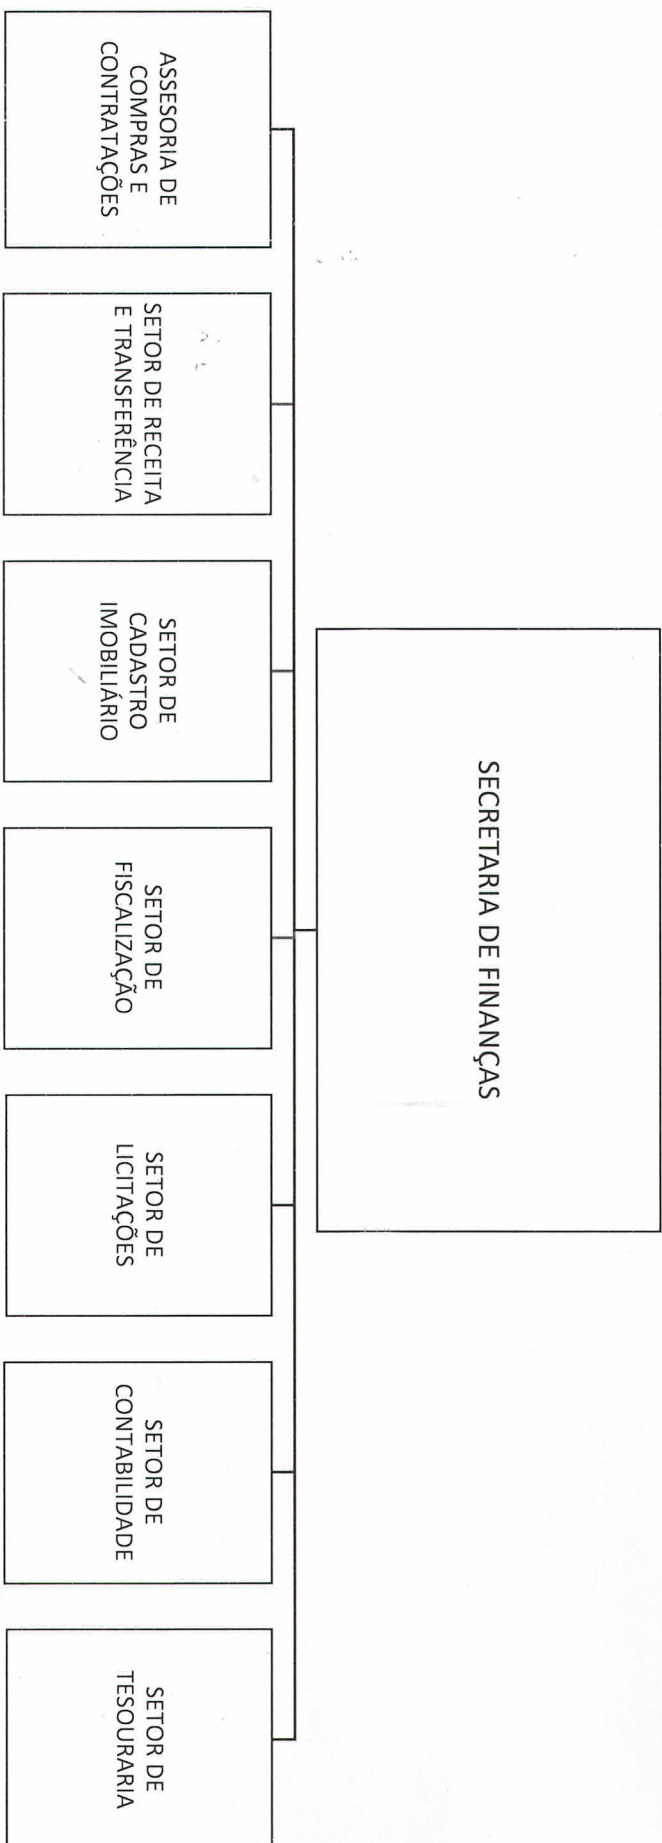 SECRETARIA DE FINANÇAS
ASSESORIA DE
COMPRAS E
CONTRATAÇÕES
SETOR DE RECEITA
E TRANSFERÊNCIA
SETOR DE
CADASTRO
IMOBILIÁRIO
SETOR DE
FISCALIZAÇÃO
SETOR DE
LICITAÇÕES
SETOR DE
CONTABILIDADE
SETOR DE
TESOURARIA